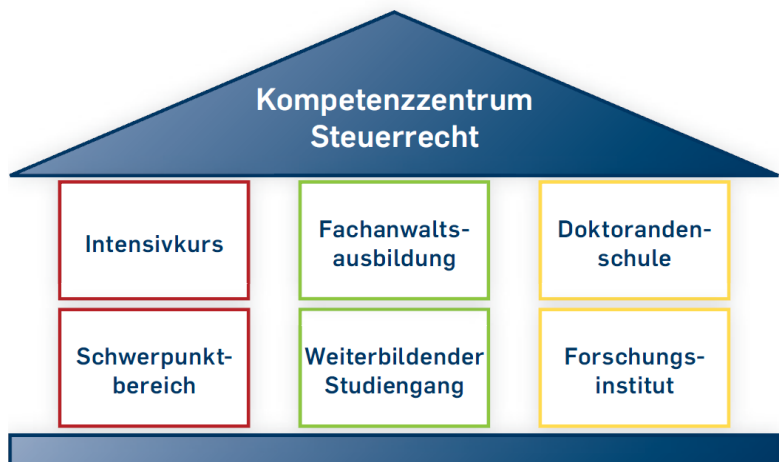 Kompetenzzentrum
Steuerrecht
Intensivkurs
Fachanwalts-
ausbildung
Doktoranden-
schule
Schwerpunkt-
bereich
Weiterbildender
Studiengang
Forschungs-
institut